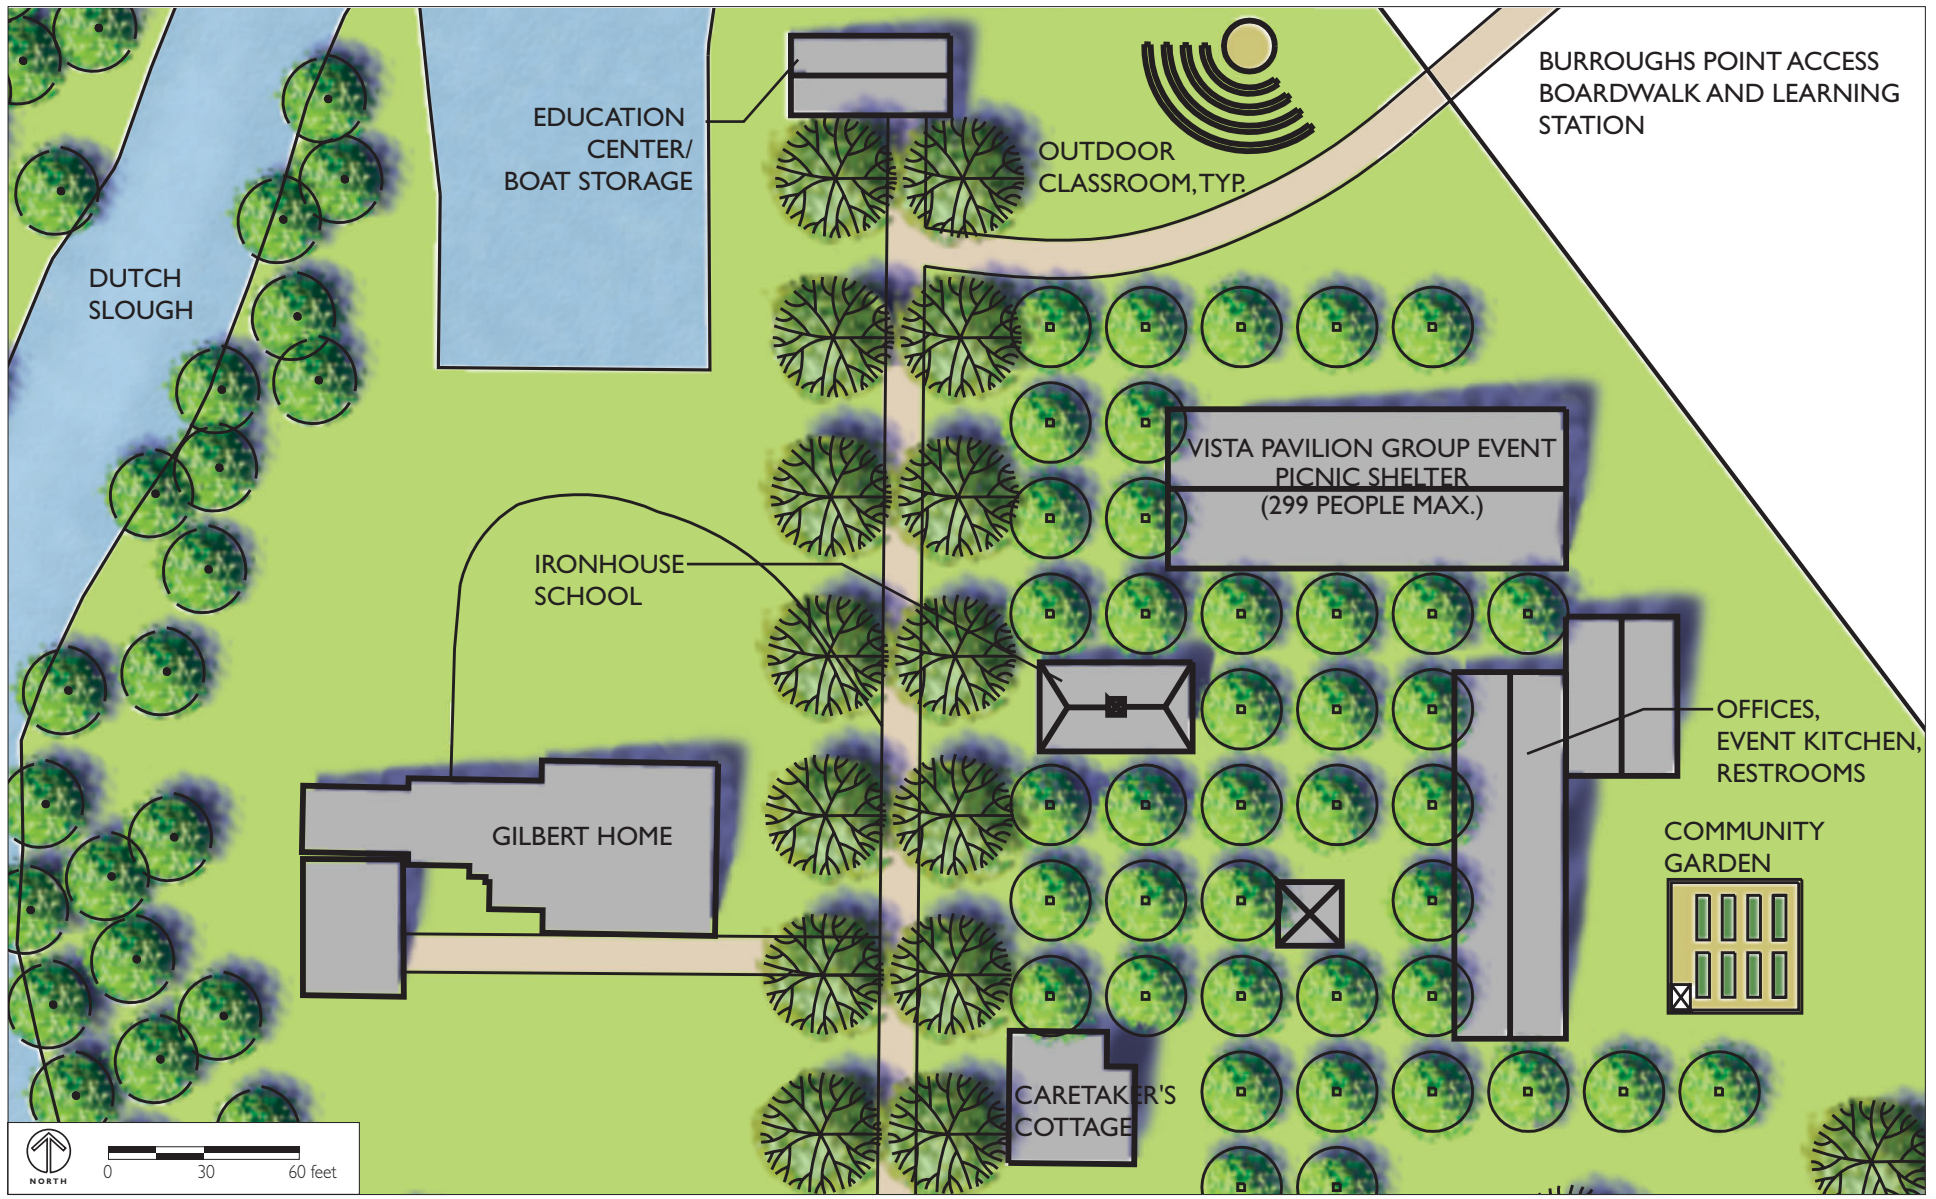 BURROUGHS POINT ACCESS
BOARDWALK AND LEARNING
STATION
EDUCATION
CENTER/
BOAT STORAGE
OUTDOOR
CLASSROOM, TYP.
DUTCH
SLOUGH
VISTA PAVILION GROUP EVENT
PICNIC SHELTER
(299 PEOPLE MAX.)
IRONHOUSE
SCHOOL
OFFICES,
EVENT KITCHEN,
RESTROOMS
GILBERT HOME
COMMUNITY
GARDEN
CARETAKER'S
COTTAGE
NORTH
0 30 60 feet